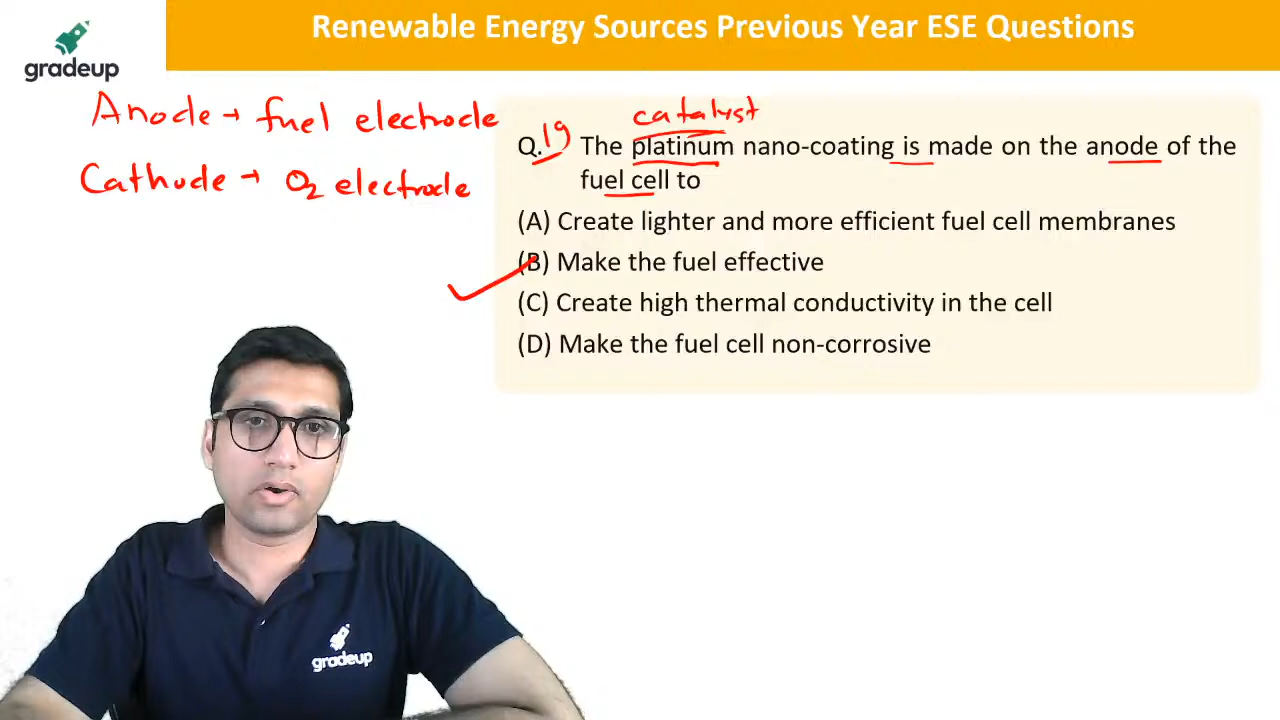 Renewable Energy Sources Previous Year ESE Questions
gradeup
Anode → fuel electrode
Cathode → O2 electrode
catalyst
Q. 19 The platinum nano-coating is made on the anode of the
fuel cell to
(A) Create lighter and more efficient fuel cell membranes
(B) Make the fuel effective
(C) Create high thermal conductivity in the cell
(D) Make the fuel cell non-corrosive
gradeup